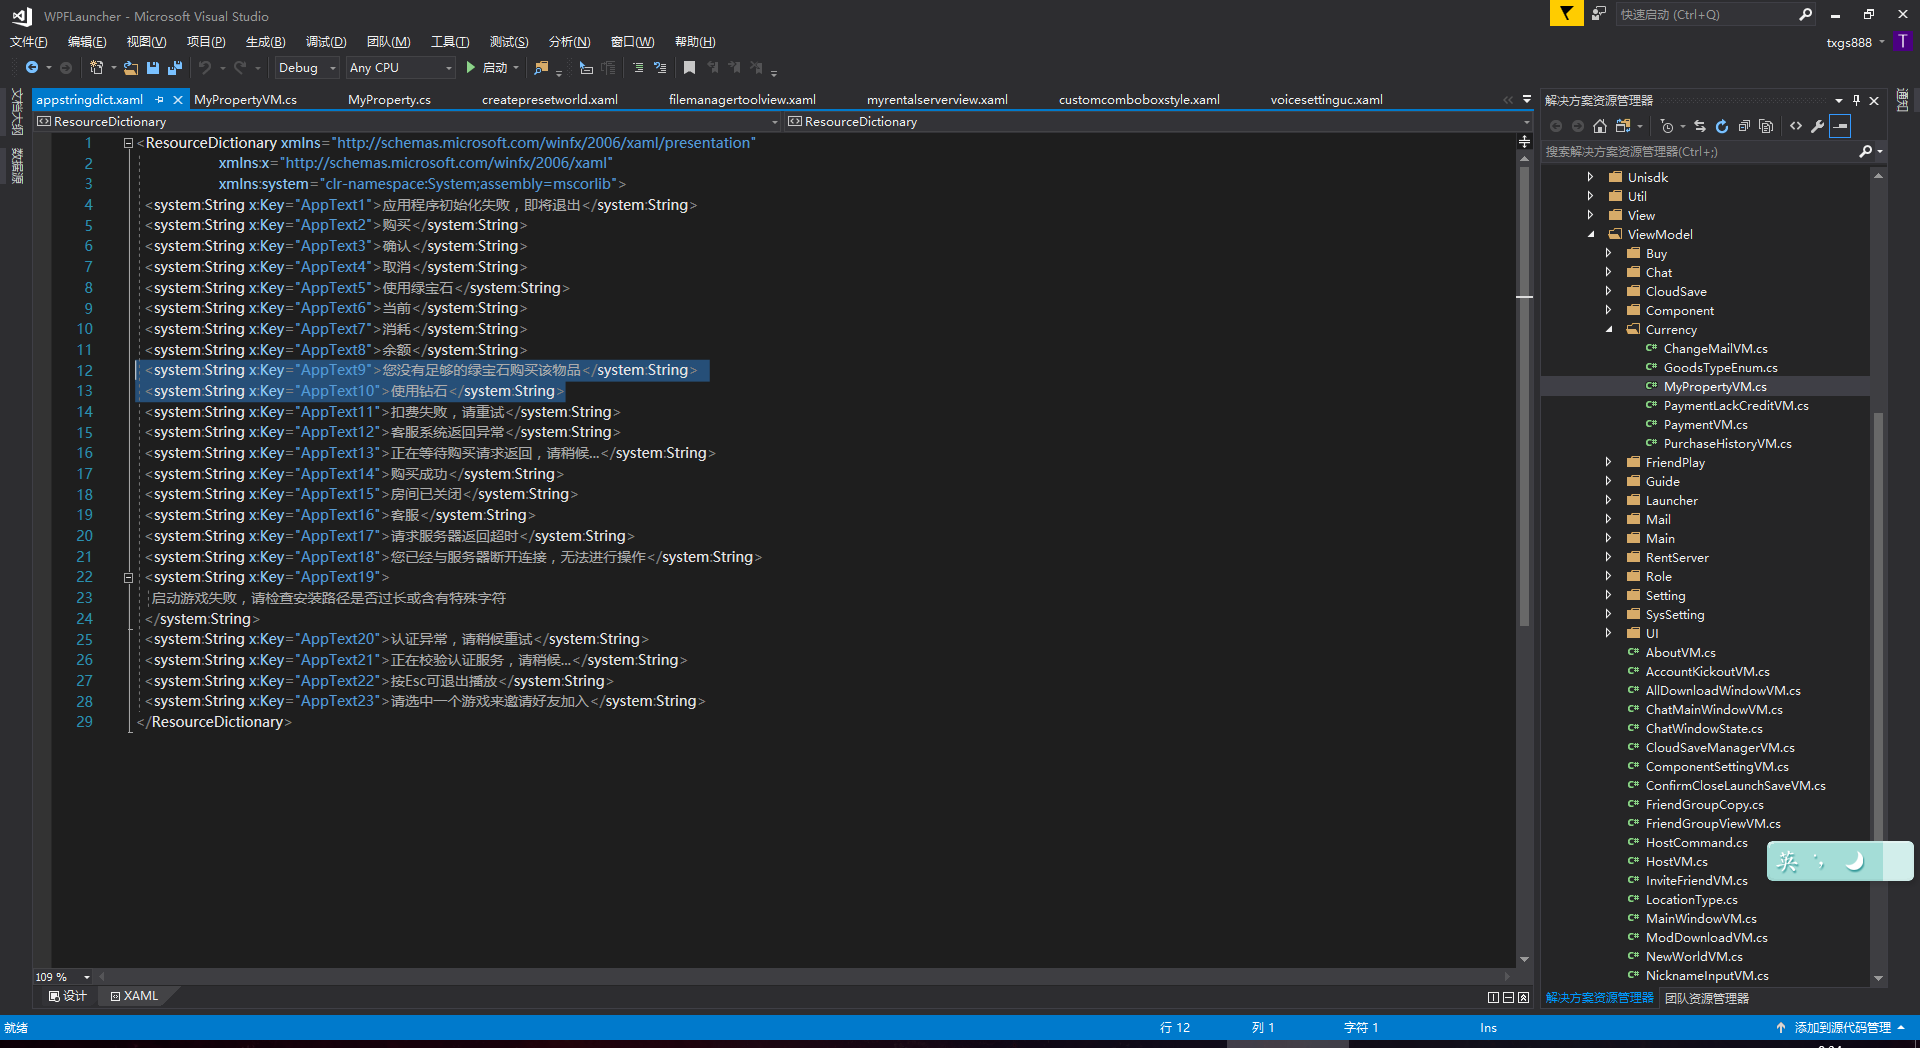 WPFLauncher - Microsoft Visual Studio
快速启动 (Ctrl+Q)
文件(F) 编辑(E) 视图(V) 项目(P) 生成(B) 调试(D) 团队(M) 工具(T) 测试(S) 分析(N) 窗口(W) 帮助(H)
txgs888 T
Debug Any CPU 启动
文档大纲
数据源
appstringdict.xaml MyPropertyVM.cs MyProperty.cs createpresetworld.xaml filemanagertoolview.xaml myrentalserverview.xaml customcomboboxstyle.xaml voicesettinguc.xaml
ResourceDictionary ResourceDictionary
1 <ResourceDictionary xmlns="http://schemas.microsoft.com/winfx/2006/xaml/presentation"
2 xmlns:x="http://schemas.microsoft.com/winfx/2006/xaml"
3 xmlns:system="clr-namespace:System;assembly=mscorlib">
4 <system:String x:Key="AppText1">应用程序初始化失败，即将退出</system:String>
5 <system:String x:Key="AppText2">购买</system:String>
6 <system:String x:Key="AppText3">确认</system:String>
7 <system:String x:Key="AppText4">取消</system:String>
8 <system:String x:Key="AppText5">使用绿宝石</system:String>
9 <system:String x:Key="AppText6">当前</system:String>
10 <system:String x:Key="AppText7">消耗</system:String>
11 <system:String x:Key="AppText8">余额</system:String>
12 <system:String x:Key="AppText9">您没有足够的绿宝石购买该物品</system:String>
13 <system:String x:Key="AppText10">使用钻石</system:String>
14 <system:String x:Key="AppText11">扣费失败，请重试</system:String>
15 <system:String x:Key="AppText12">客服系统返回异常</system:String>
16 <system:String x:Key="AppText13">正在等待购买请求返回，请稍候...</system:String>
17 <system:String x:Key="AppText14">购买成功</system:String>
18 <system:String x:Key="AppText15">房间已关闭</system:String>
19 <system:String x:Key="AppText16">客服</system:String>
20 <system:String x:Key="AppText17">请求服务器返回超时</system:String>
21 <system:String x:Key="AppText18">您已经与服务器断开连接，无法进行操作</system:String>
22 <system:String x:Key="AppText19">
23 启动游戏失败，请检查安装路径是否过长或含有特殊字符
24 </system:String>
25 <system:String x:Key="AppText20">认证异常，请稍候重试</system:String>
26 <system:String x:Key="AppText21">正在校验认证服务，请稍候...</system:String>
27 <system:String x:Key="AppText22">按Esc可退出播放</system:String>
28 <system:String x:Key="AppText23">请选中一个游戏来邀请好友加入</system:String>
29 </ResourceDictionary>
109 %
设计 XAML
解决方案资源管理器
搜索解决方案资源管理器(Ctrl+;)
Unisdk
Util
View
ViewModel
Buy
Chat
CloudSave
Component
Currency
C# ChangeMailVM.cs
C# GoodsTypeEnum.cs
C# MyPropertyVM.cs
C# PaymentLackCreditVM.cs
C# PaymentVM.cs
C# PurchaseHistoryVM.cs
FriendPlay
Guide
Launcher
Mail
Main
RentServer
Role
Setting
SysSetting
UI
C# AboutVM.cs
C# AccountKickoutVM.cs
C# AllDownloadWindowVM.cs
C# ChatMainWindowVM.cs
C# ChatWindowState.cs
C# CloudSaveManagerVM.cs
C# ComponentSettingVM.cs
C# ConfirmCloseLaunchSaveVM.cs
C# FriendGroupCopy.cs
C# FriendGroupViewVM.cs
C# HostCommand.cs
C# HostVM.cs
C# InviteFriendVM.cs
C# LocationType.cs
C# MainWindowVM.cs
C# ModDownloadVM.cs
C# NewWorldVM.cs
C# NicknameInputVM.cs
解决方案资源管理器 团队资源管理器
通知
英
就绪 行 12 列 1 字符 1 Ins 添加到源代码管理